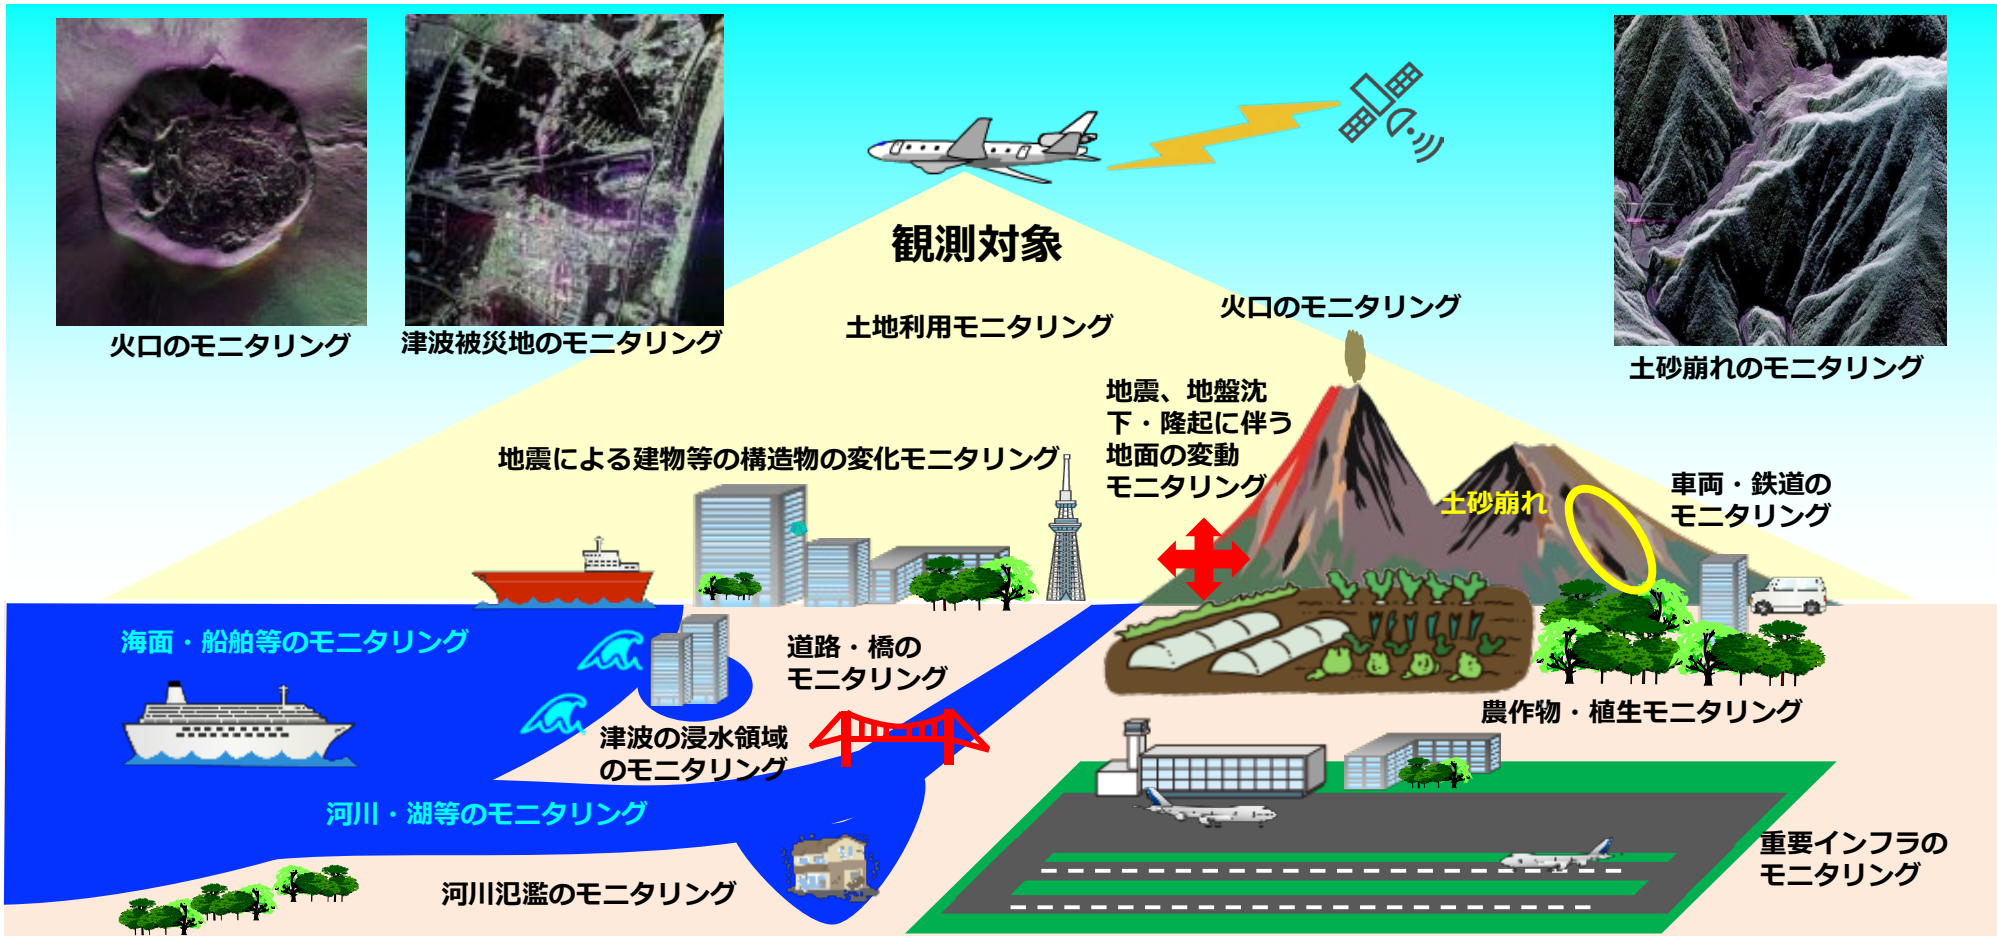 観測対象
火口のモニタリング
津波被災地のモニタリング
土地利用モニタリング
火口のモニタリング
土砂崩れのモニタリング
地震、地盤沈
下・隆起に伴う
地面の変動
モニタリング
地震による建物等の構造物の変化モニタリング
土砂崩れ
車両・鉄道の
モニタリング
海面・船舶等のモニタリング
道路・橋の
モニタリング
津波の浸水領域
のモニタリング
農作物・植生モニタリング
河川・湖等のモニタリング
河川氾濫のモニタリング
重要インフラの
モニタリング